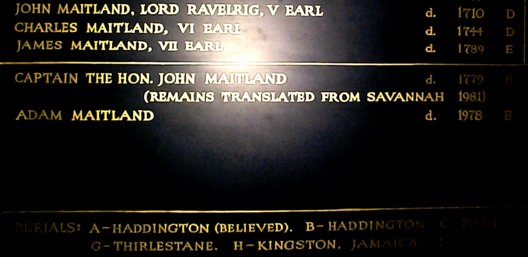 JOHN MAITLAND, LORD RAVELRIG, V EARL d. 1710 D
CHARLES MAITLAND, VI EARL d. 1744 D
JAMES MAITLAND, VII EARL d. 1789 E
CAPTAIN THE HON. JOHN MAITLAND d. 1779 B
(REMAINS TRANSLATED FROM SAVANNAH 1981)
ADAM MAITLAND d. 1978 B
BURIALS: A-HADDINGTON (BELIEVED). B-HADDINGTON
G-THIRLESTANE. H-KINGSTON, JAMAICA.